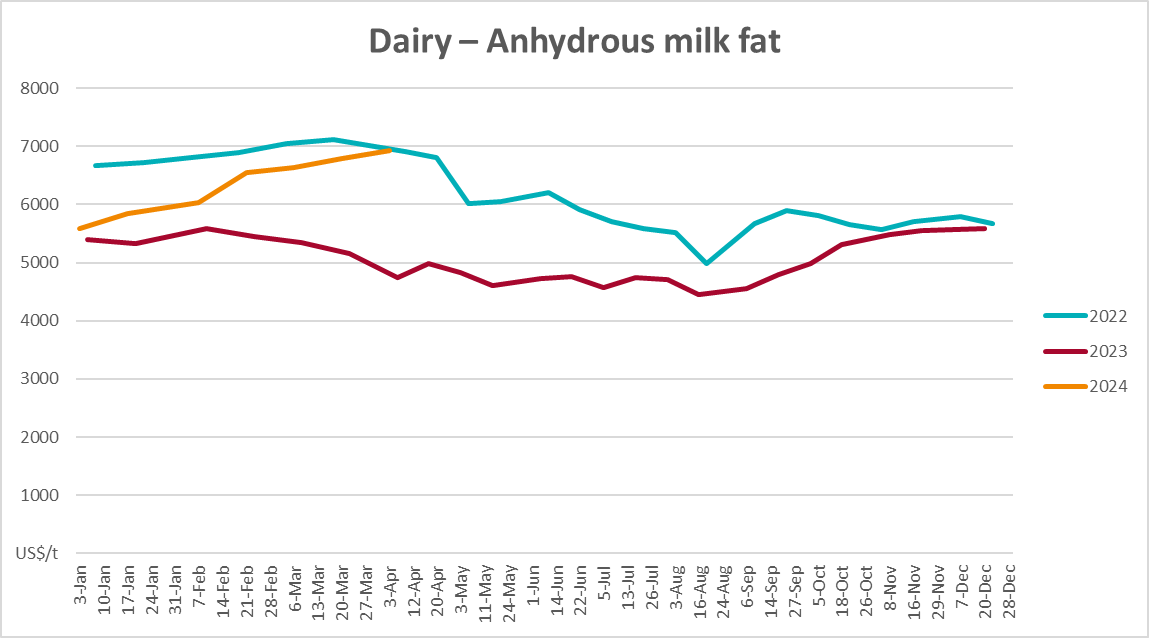 Dairy – Anhydrous milk fat
8000
7000
6000
5000
4000
3000
2000
1000
US$/t
3-Jan
10-Jan
17-Jan
24-Jan
31-Jan
7-Feb
14-Feb
21-Feb
28-Feb
6-Mar
13-Mar
20-Mar
27-Mar
3-Apr
12-Apr
20-Apr
3-May
11-May
24-May
1-Jun
14-Jun
22-Jun
5-Jul
13-Jul
26-Jul
3-Aug
16-Aug
24-Aug
6-Sep
14-Sep
27-Sep
5-Oct
18-Oct
26-Oct
8-Nov
16-Nov
29-Nov
7-Dec
20-Dec
28-Dec
2022
2023
2024